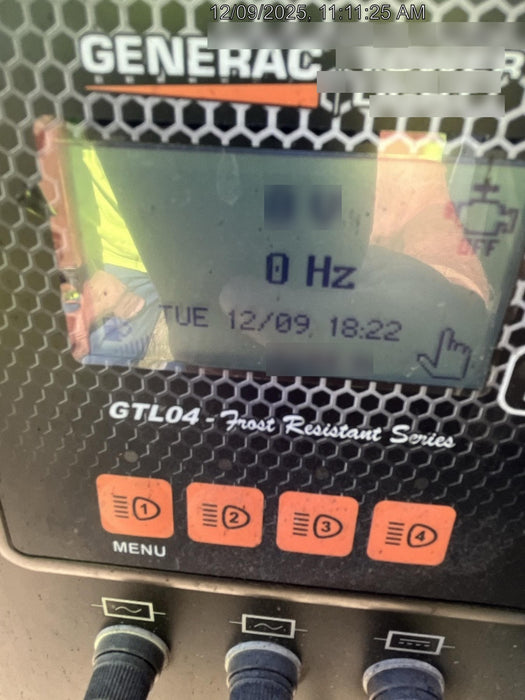 12/09/2025, 11:11:25 AM
GENERAC
OFF
0 Hz
TUE 12/09 18:22
GTL04 - Frost Resistant Series
1 2 3 4
MENU